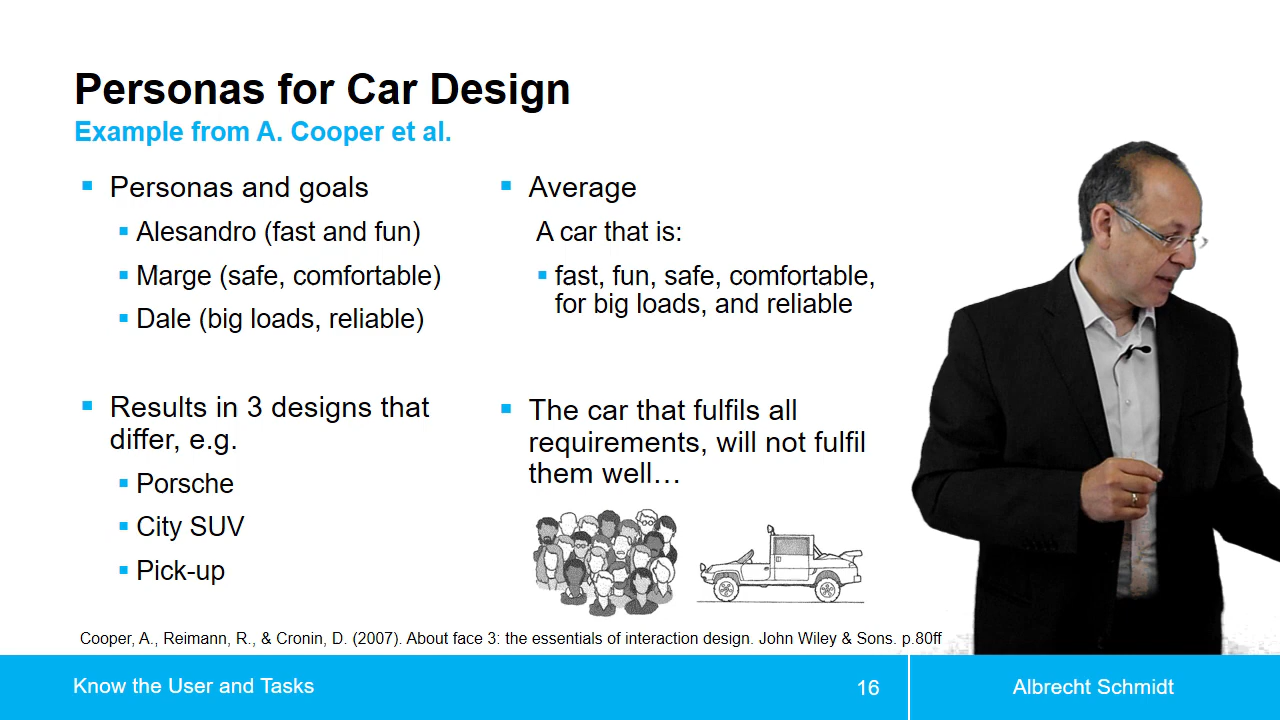 Personas for Car Design
Example from A. Cooper et al.
Personas and goals
Alesandro (fast and fun)
Marge (safe, comfortable)
Dale (big loads, reliable)
Results in 3 designs that
differ, e.g.
Porsche
City SUV
Pick-up
Average
A car that is:
fast, fun, safe, comfortable,
for big loads, and reliable
The car that fulfils all
requirements, will not fulfil
them well…
Cooper, A., Reimann, R., & Cronin, D. (2007). About face 3: the essentials of interaction design. John Wiley & Sons. p.80ff
Know the User and Tasks
16
Albrecht Schmidt